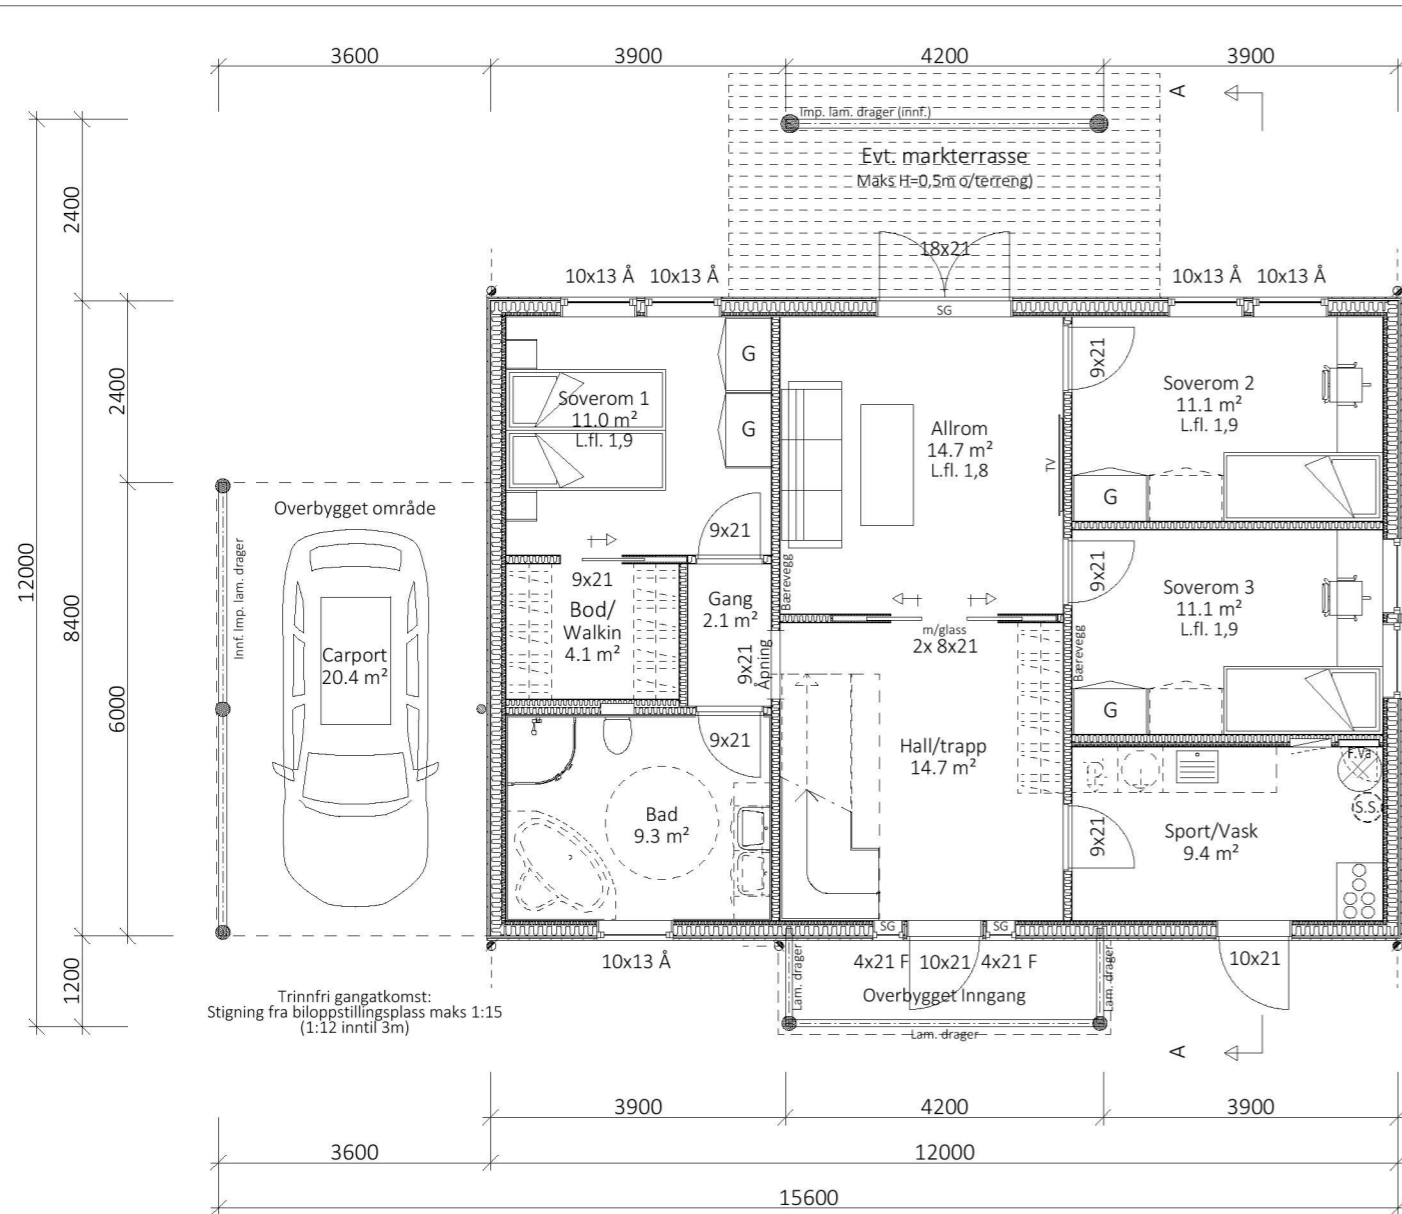 3600
3900
4200
3900
A
Imp. lam. drager (innf.)
Evt. markterrasse
Maks H=0,5m o/terreng)
2400
18x21
10x13 Å
10x13 Å
10x13 Å
10x13 Å
SG
G
9x21
2400
Soverom 1
11.0 m²
L.fl. 1,9
G
Allrom
14.7 m²
L.fl. 1,8
TV
Soverom 2
11.1 m²
L.fl. 1,9
G
Overbygget område
9x21
12000
8400
Innf. Imp. lam. drager
9x21
Bod/
Walkin
4.1 m²
Gang
2.1 m²
Bærevegg
9x21
Soverom 3
11.1 m²
L.fl. 1,9
m/glass
2x 8x21
Bærevegg
9x21
Åpning
Carport
20.4 m²
6000
G
9x21
Hall/trapp
14.7 m²
F.Va
S.S.
Bad
9.3 m²
9x21
Sport/Vask
9.4 m²
SG
SG
1200
10x13 Å
4x21 F
10x21
4x21 F
10x21
Lam. drager
Overbygget Inngang
Lam. drager
Lam. drager
Trinnfri gangatkomst:
Stigning fra biloppstillingsplass maks 1:15
(1:12 inntil 3m)
A
3900
4200
3900
3600
12000
15600